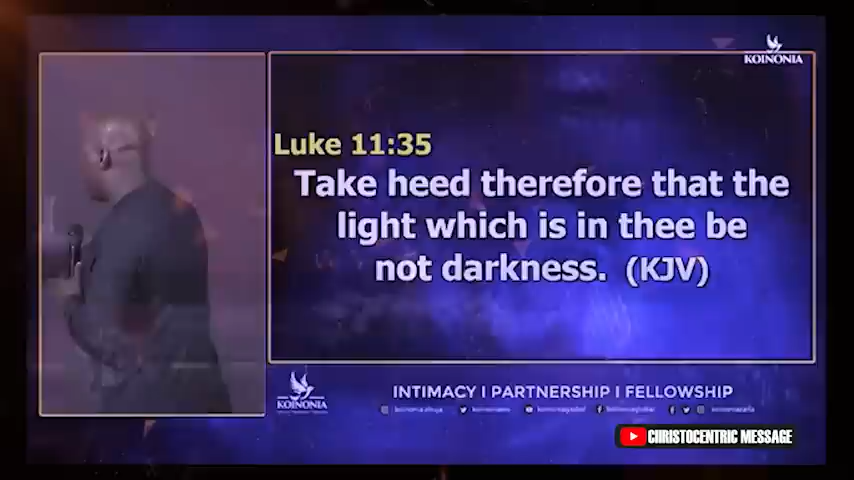 KOINONIA
Luke 11:35
Take heed therefore that the
light which is in thee be
not darkness. (KJV)
KOINONIA
INTIMACY I PARTNERSHIP I FELLOWSHIP
CHRISTOCENTRIC MESSAGE